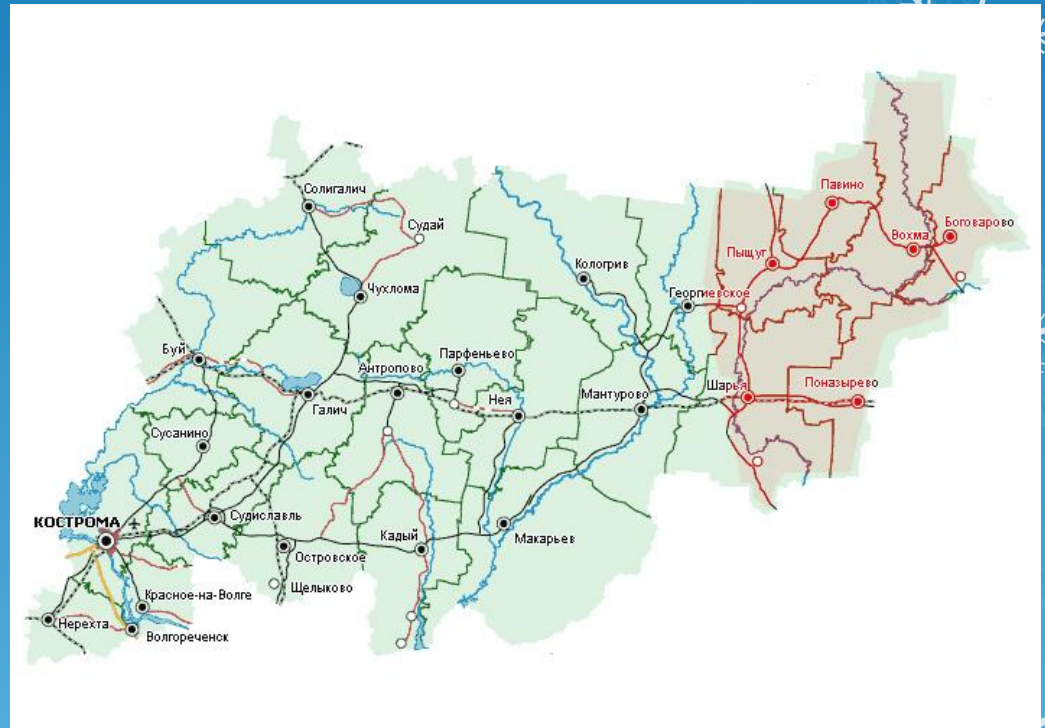 Солигалич
Судай
Павино
Боговарово
Вохма
Пыщуг
Кологрив
Чухлома
Георгиевское
Буй
Парфеньево
Антропово
Шарья
Поназырево
Галич
Нея
Мантурово
Сусанино
КОСТРОМА
Судиславль
Кадый
Макарьев
Островское
Щелыково
Красное-на-Волге
Нерехта
Волгореченск